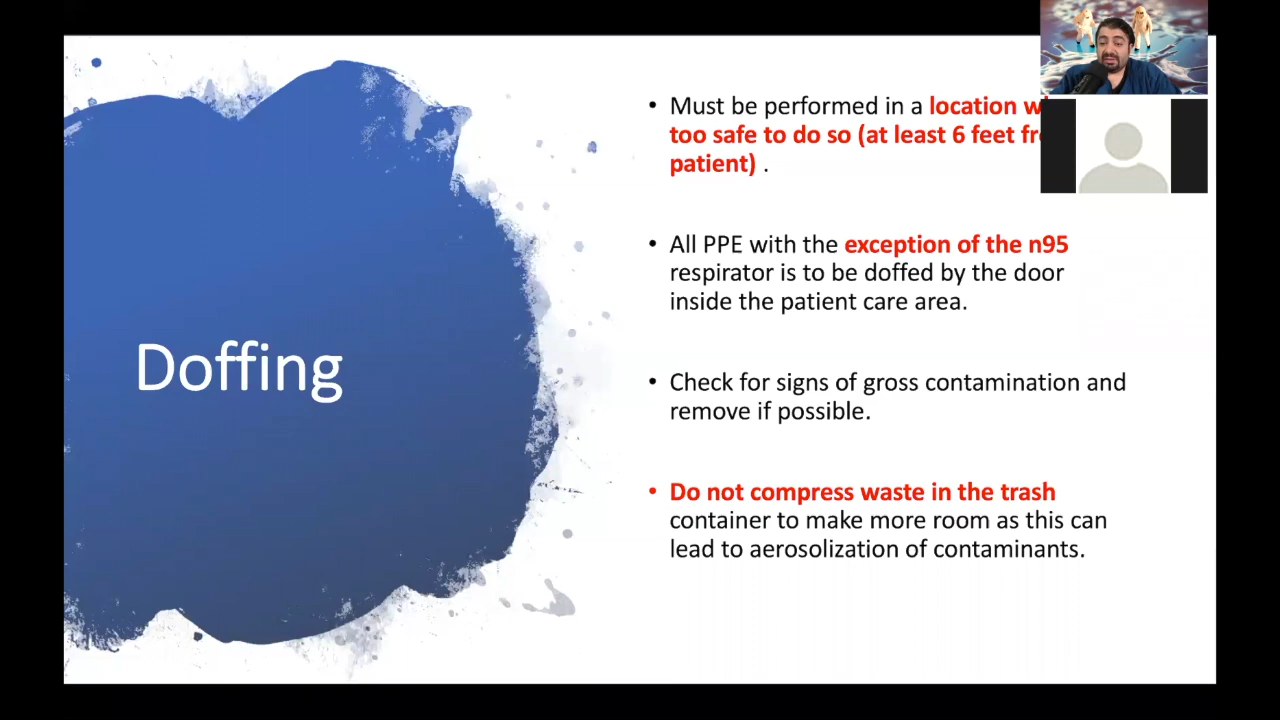 Doffing
• Must be performed in a location
too safe to do so (at least 6 feet
patient) .
• All PPE with the exception of the n95
respirator is to be doffed by the door
inside the patient care area.
• Check for signs of gross contamination and
remove if possible.
• Do not compress waste in the trash
container to make more room as this can
lead to aerosolization of contaminants.